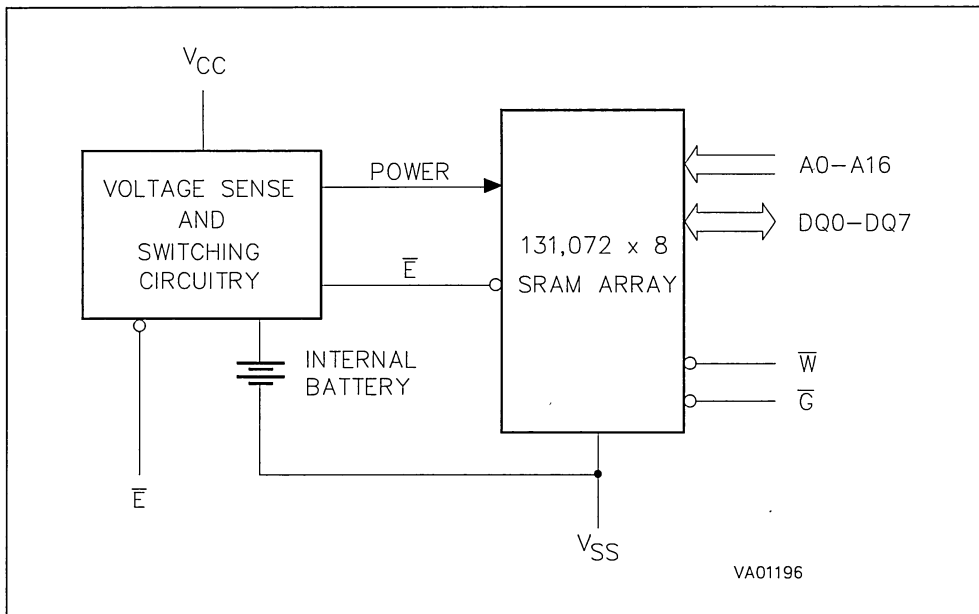 V̅CC
VOLTAGE SENSE
AND
SWITCHING
CIRCUITRY
POWER
E̅
131,072 x 8
SRAM ARRAY
A0-A16
DQ0-DQ7
INTERNAL
BATTERY
W̅
G̅
E̅
VSS
VA01196